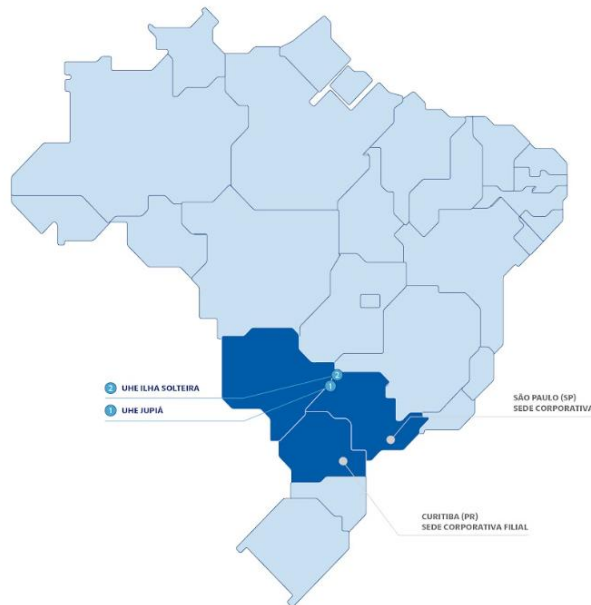 2 UHE ILHA SOLTEIRA
1 UHE JUPIÁ
2
1
SÃO PAULO (SP)
SEDE CORPORATIVA
CURITIBA (PR)
SEDE CORPORATIVA FILIAL